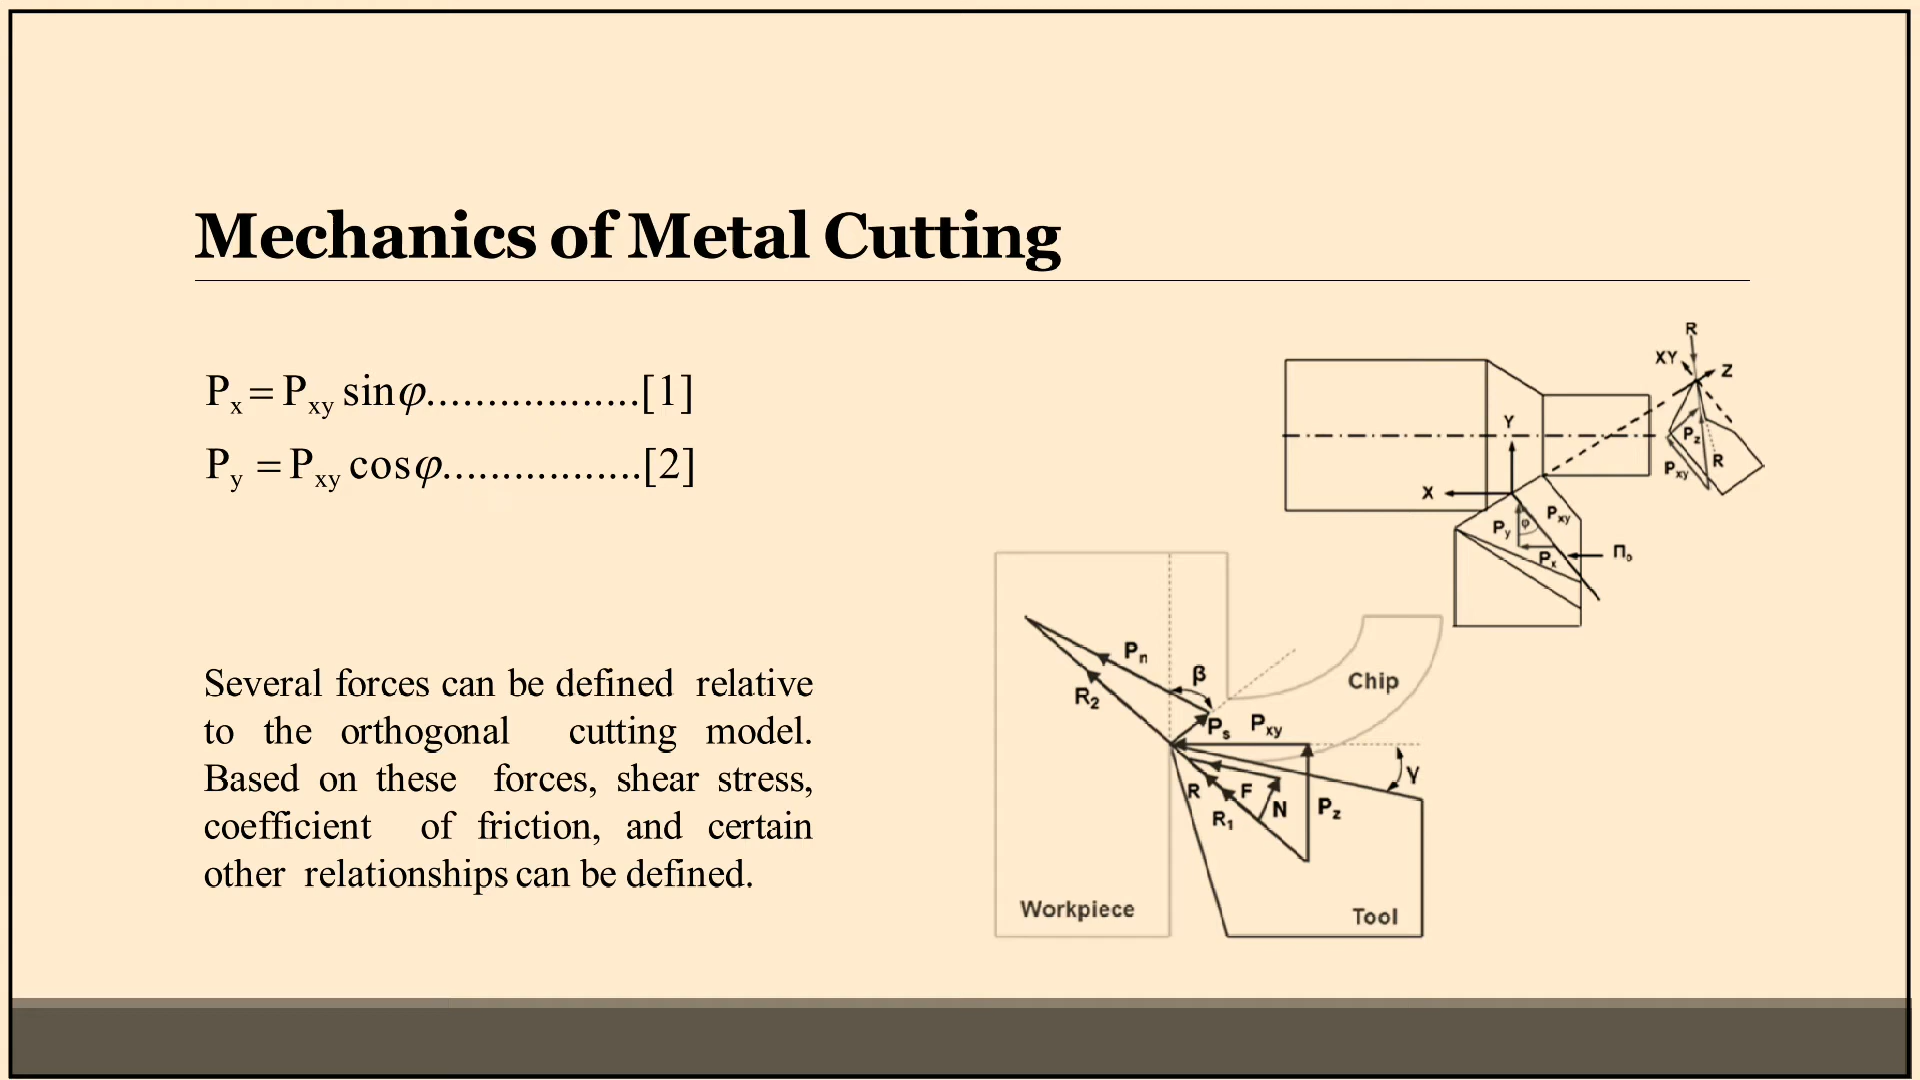 Mechanics of Metal Cutting
Px = Pxy sinφ..................[1]
Py = Pxy cosφ.................[2]
Several forces can be defined relative
to the orthogonal cutting model.
Based on these forces, shear stress,
coefficient of friction, and certain
other relationships can be defined.
R
XY
Z
Y
Pz
R
Pxy
X
Py
φ
Pxy
Px
Pn
β
R2
Chip
Ps
Pxy
γ
R
F
N
R1
Pz
Workpiece
Tool